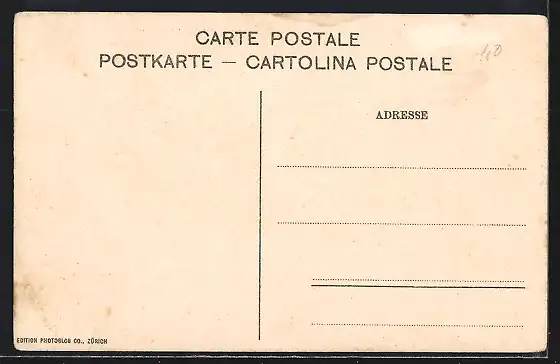 CARTE POSTALE
POSTKARTE — CARTOLINA POSTALE
ADRESSE
EDITION PHOTOGLOB CO., ZÜRICH